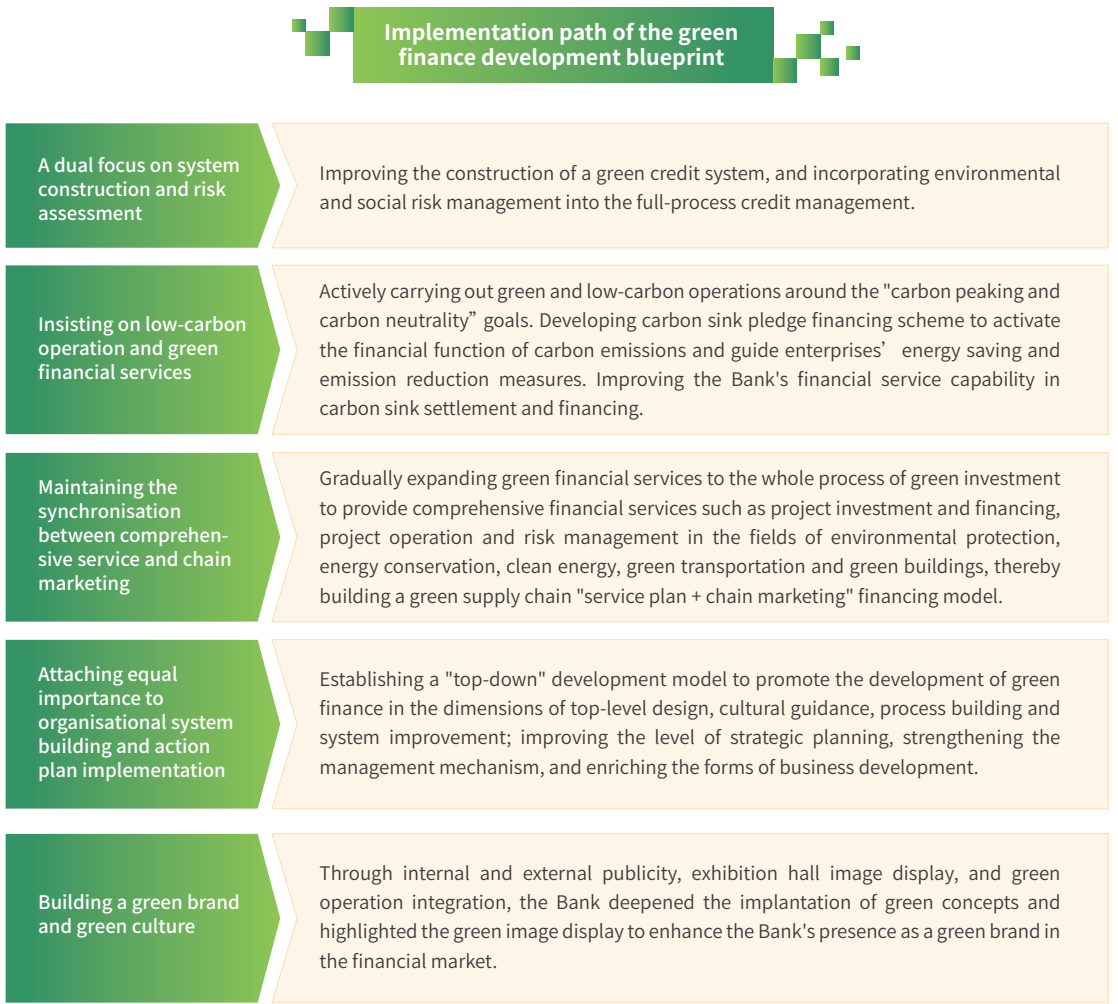 Implementation path of the green
finance development blueprint
A dual focus on system
construction and risk
assessment
Improving the construction of a green credit system, and incorporating environmental
and social risk management into the full-process credit management.
Insisting on low-carbon
operation and green
financial services
Actively carrying out green and low-carbon operations around the "carbon peaking and
carbon neutrality” goals. Developing carbon sink pledge financing scheme to activate
the financial function of carbon emissions and guide enterprises’ energy saving and
emission reduction measures. Improving the Bank's financial service capability in
carbon sink settlement and financing.
Maintaining the
synchronisation
between comprehen-
sive service and chain
marketing
Gradually expanding green financial services to the whole process of green investment
to provide comprehensive financial services such as project investment and financing,
project operation and risk management in the fields of environmental protection,
energy conservation, clean energy, green transportation and green buildings, thereby
building a green supply chain "service plan + chain marketing" financing model.
Attaching equal
importance to
organisational system
building and action
plan implementation
Establishing a "top-down" development model to promote the development of green
finance in the dimensions of top-level design, cultural guidance, process building and
system improvement; improving the level of strategic planning, strengthening the
management mechanism, and enriching the forms of business development.
Building a green brand
and green culture
Through internal and external publicity, exhibition hall image display, and green
operation integration, the Bank deepened the implantation of green concepts and
highlighted the green image display to enhance the Bank's presence as a green brand in
the financial market.